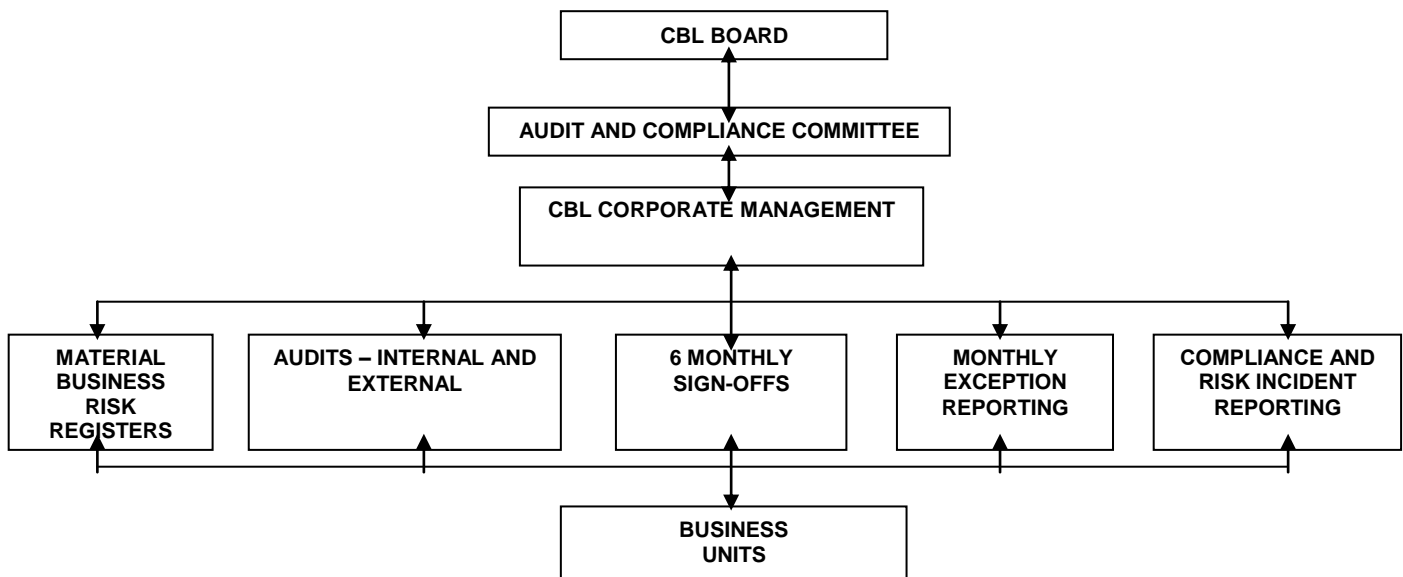 CBL BOARD
AUDIT AND COMPLIANCE COMMITTEE
CBL CORPORATE MANAGEMENT
MATERIAL
BUSINESS
RISK
REGISTERS
AUDITS – INTERNAL AND
EXTERNAL
6 MONTHLY
SIGN-OFFS
MONTHLY
EXCEPTION
REPORTING
COMPLIANCE AND
RISK INCIDENT
REPORTING
BUSINESS
UNITS